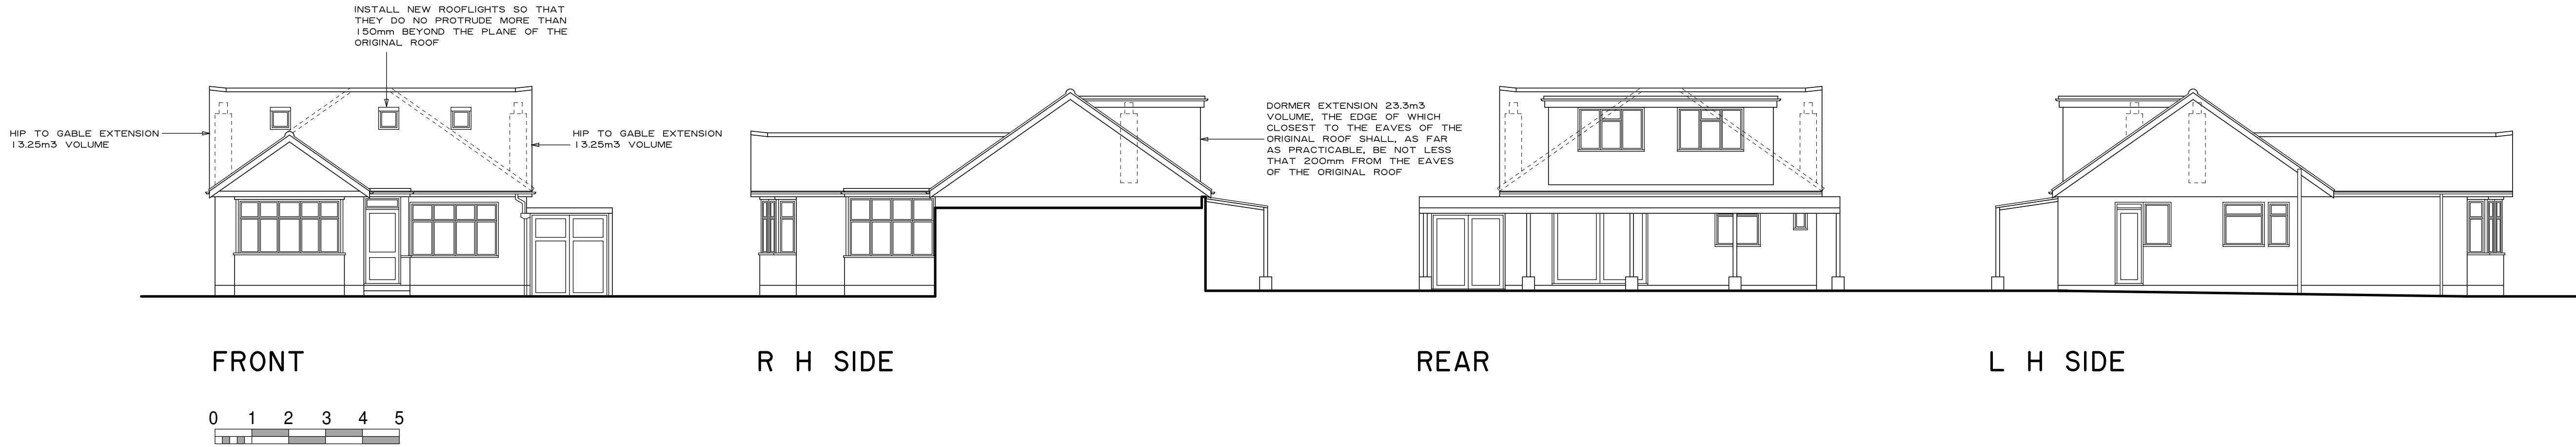 INSTALL NEW ROOFLIGHTS SO THAT
THEY DO NO PROTRUDE MORE THAN
150mm BEYOND THE PLANE OF THE
ORIGINAL ROOF
HIP TO GABLE EXTENSION
13.25m3 VOLUME
HIP TO GABLE EXTENSION
13.25m3 VOLUME
DORMER EXTENSION 23.3m3
VOLUME, THE EDGE OF WHICH
CLOSEST TO THE EAVES OF THE
ORIGINAL ROOF SHALL, AS FAR
AS PRACTICABLE, BE NOT LESS
THAT 200mm FROM THE EAVES
OF THE ORIGINAL ROOF
FRONT
R H SIDE
REAR
L H SIDE
0 1 2 3 4 5